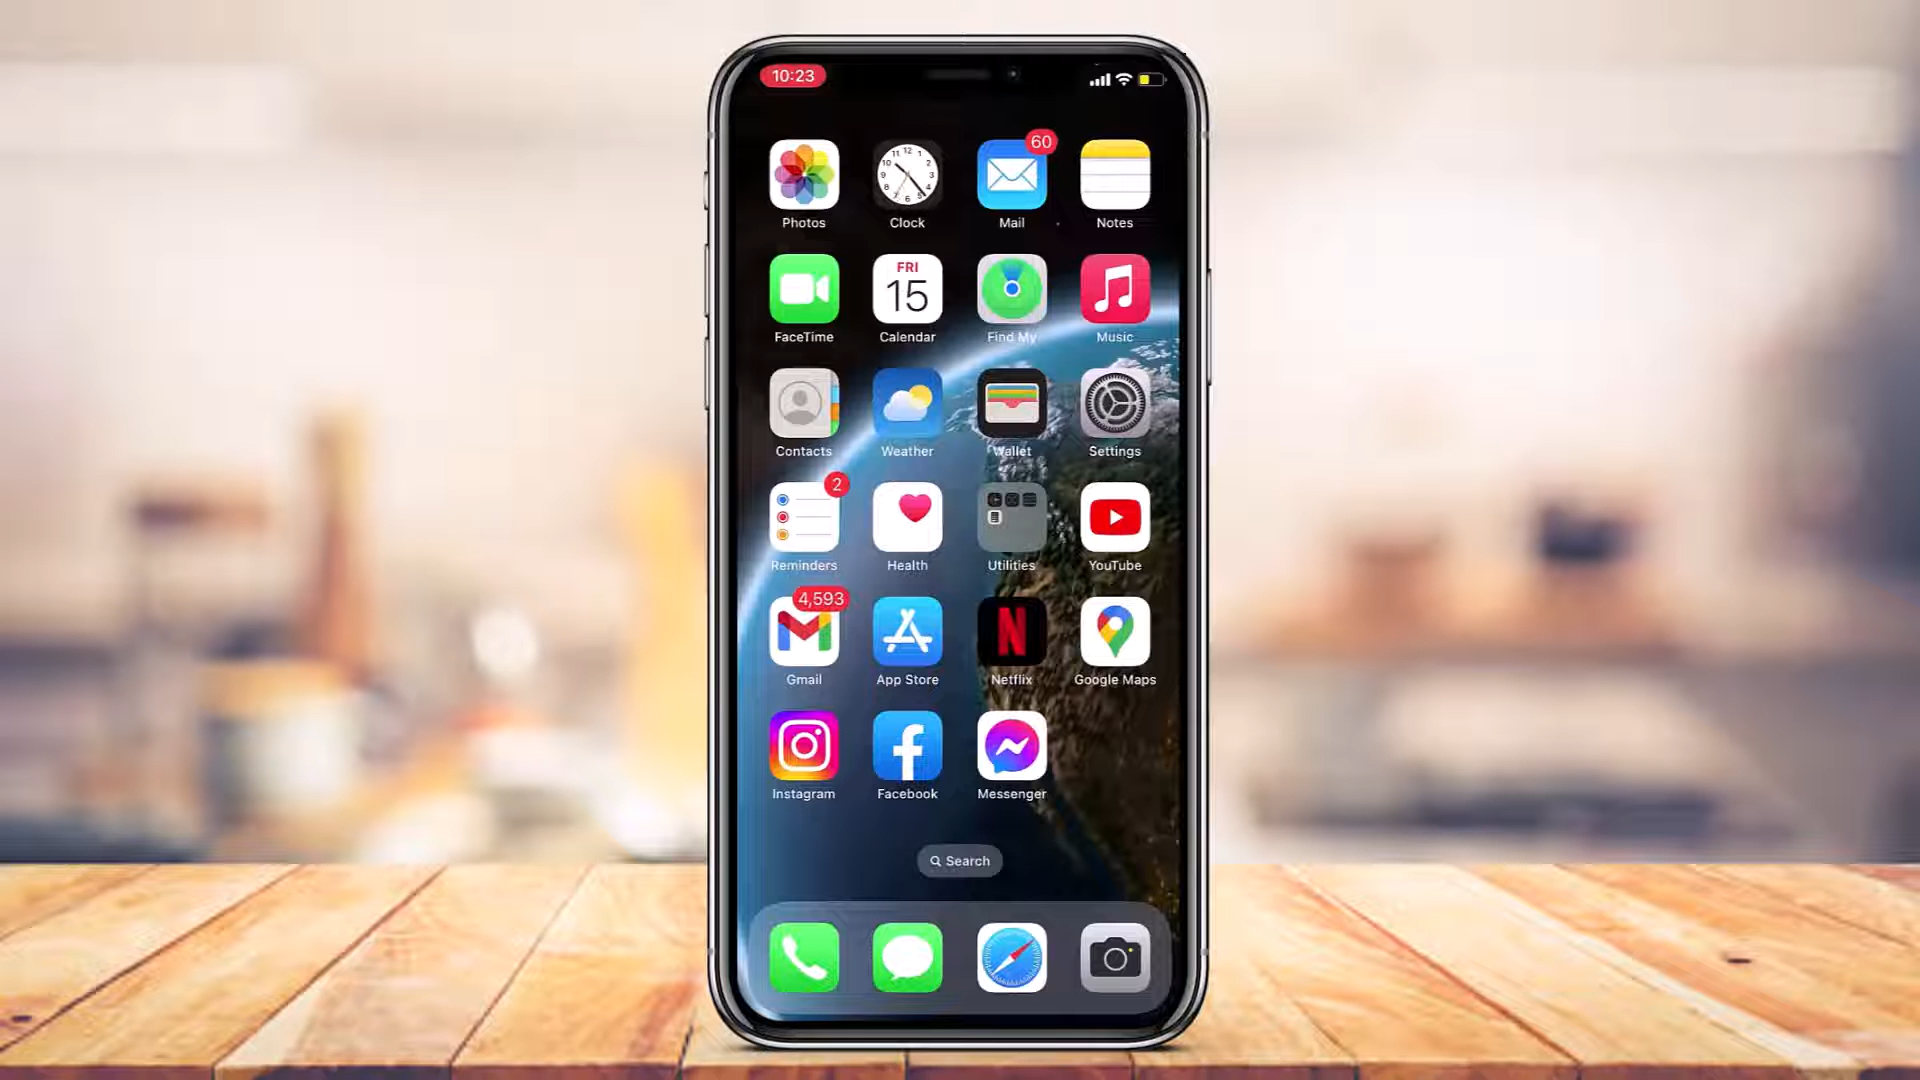 10:23
60
Photos
Clock
Mail
Notes
FRI
15
FaceTime
Calendar
Find My
Music
Contacts
Weather
Wallet
Settings
2
Reminders
Health
Utilities
YouTube
4,593
N
Gmail
App Store
Netflix
Google Maps
Instagram
Facebook
Messenger
Search